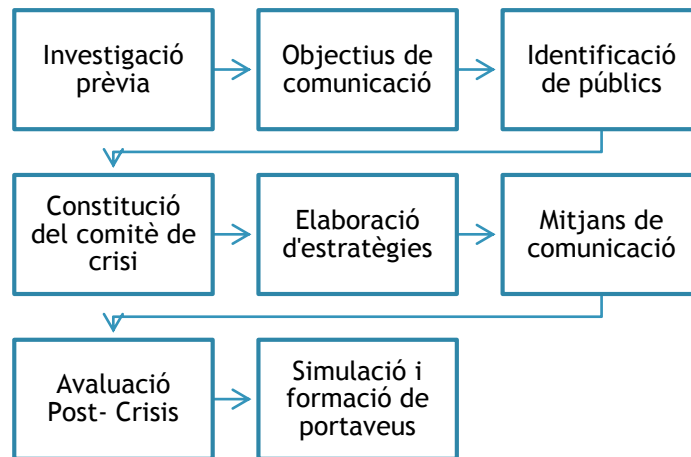 Investigació
prèvia
Objectius de
comunicació
Identificació
de públics
Constitució
del comitè de
crisi
Elaboració
d'estratègies
Mitjans de
comunicació
Avaluació
Post- Crisis
Simulació i
formació de
portaveus